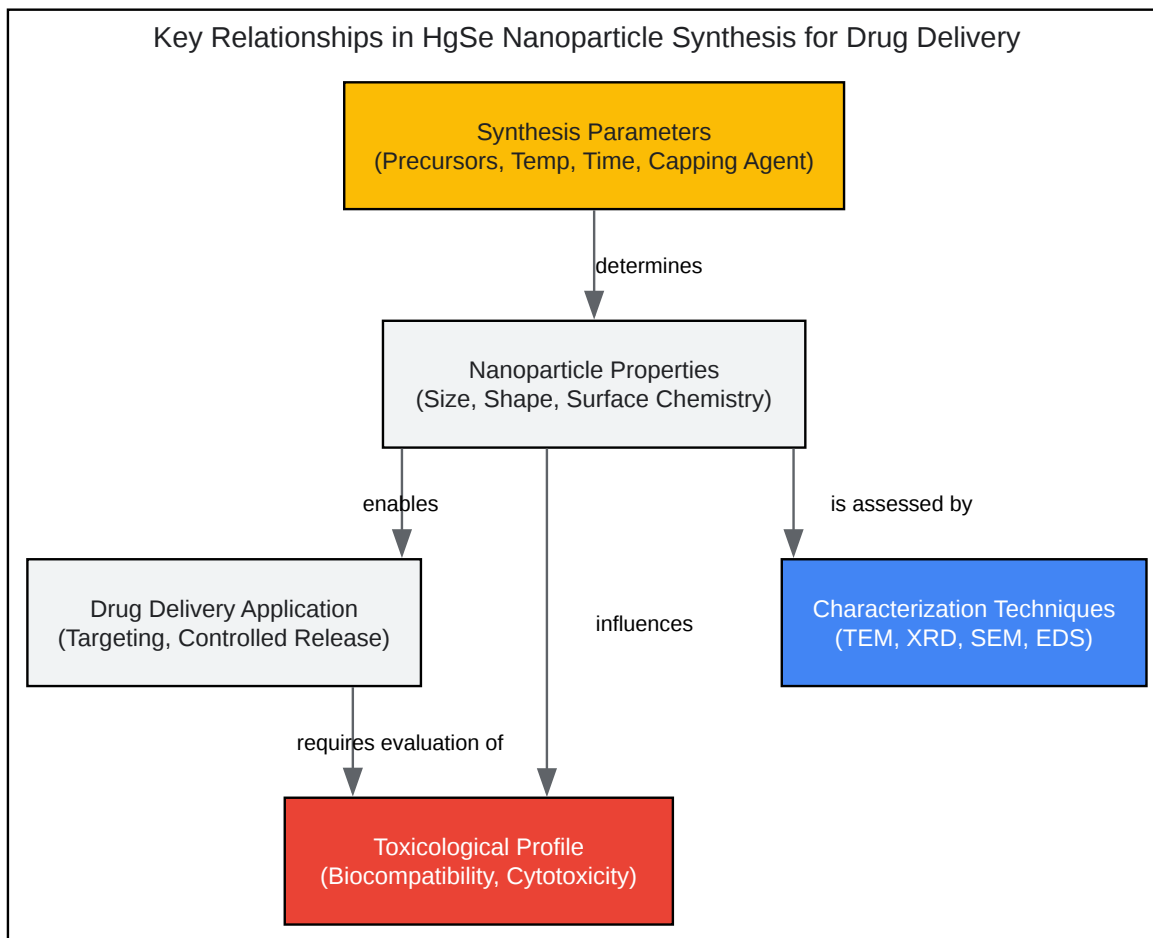 Key Relationships in HgSe Nanoparticle Synthesis for Drug Delivery
Synthesis Parameters
(Precursors, Temp, Time, Capping Agent)
determines
Nanoparticle Properties
(Size, Shape, Surface Chemistry)
enables
is assessed by
Drug Delivery Application
(Targeting, Controlled Release)
influences
Characterization Techniques
(TEM, XRD, SEM, EDS)
requires evaluation of
Toxicological Profile
(Biocompatibility, Cytotoxicity)